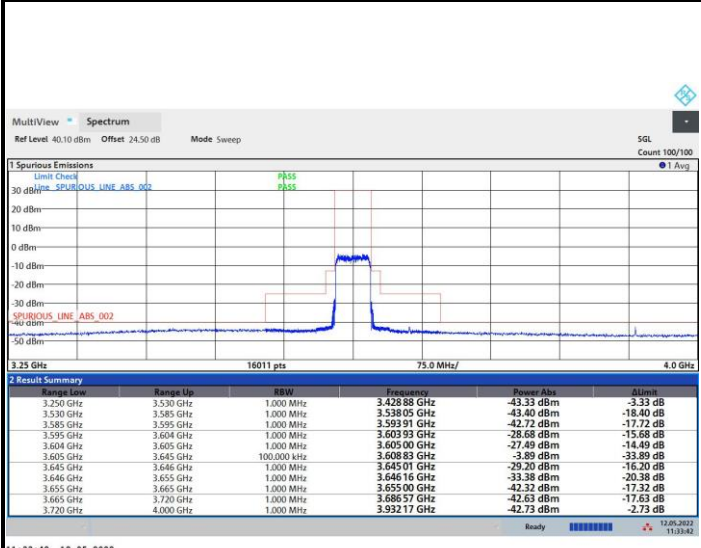 MultiView Spectrum
Ref Level 40.10 dBm Offset 24.50 dB Mode Sweep SGL
Count 100/100
1 Spurious Emissions 1 Avg
Limit Check PASS
Line SPURIOUS_LINE_ABS_002 PASS
30 dBm
20 dBm
10 dBm
0 dBm
-10 dBm
-20 dBm
-30 dBm
SPURIOUS_LINE_ABS_002
-40 dBm
-50 dBm
3.25 GHz 16011 pts 75.0 MHz/ 4.0 GHz
2 Result Summary
Range Low Range Up RBW Frequency Power Abs ΔLimit
3.250 GHz 3.530 GHz 1.000 MHz 3.428 88 GHz -43.33 dBm -3.33 dB
3.530 GHz 3.585 GHz 1.000 MHz 3.538 05 GHz -43.40 dBm -18.40 dB
3.585 GHz 3.595 GHz 1.000 MHz 3.593 91 GHz -42.72 dBm -17.72 dB
3.595 GHz 3.604 GHz 1.000 MHz 3.603 93 GHz -28.68 dBm -15.68 dB
3.604 GHz 3.605 GHz 1.000 MHz 3.605 00 GHz -27.49 dBm -14.49 dB
3.605 GHz 3.645 GHz 100.000 kHz 3.608 83 GHz -3.89 dBm -33.89 dB
3.645 GHz 3.646 GHz 1.000 MHz 3.645 01 GHz -29.20 dBm -16.20 dB
3.646 GHz 3.655 GHz 1.000 MHz 3.646 16 GHz -33.38 dBm -20.38 dB
3.655 GHz 3.665 GHz 1.000 MHz 3.655 00 GHz -42.32 dBm -17.32 dB
3.665 GHz 3.720 GHz 1.000 MHz 3.686 57 GHz -42.63 dBm -17.63 dB
3.720 GHz 4.000 GHz 1.000 MHz 3.932 17 GHz -42.73 dBm -2.73 dB
Ready 12.05.2022
11:33:42